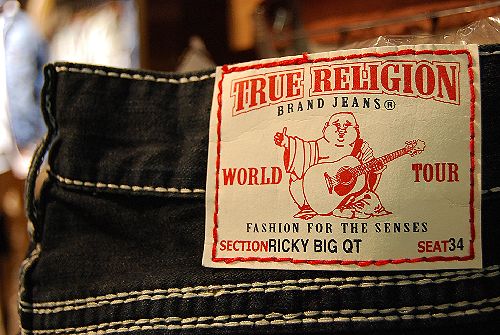 TRUE RELIGION
BRAND JEANS®
WORLD TOUR
FASHION FOR THE SENSES
SECTION RICKY BIG QT SEAT 34